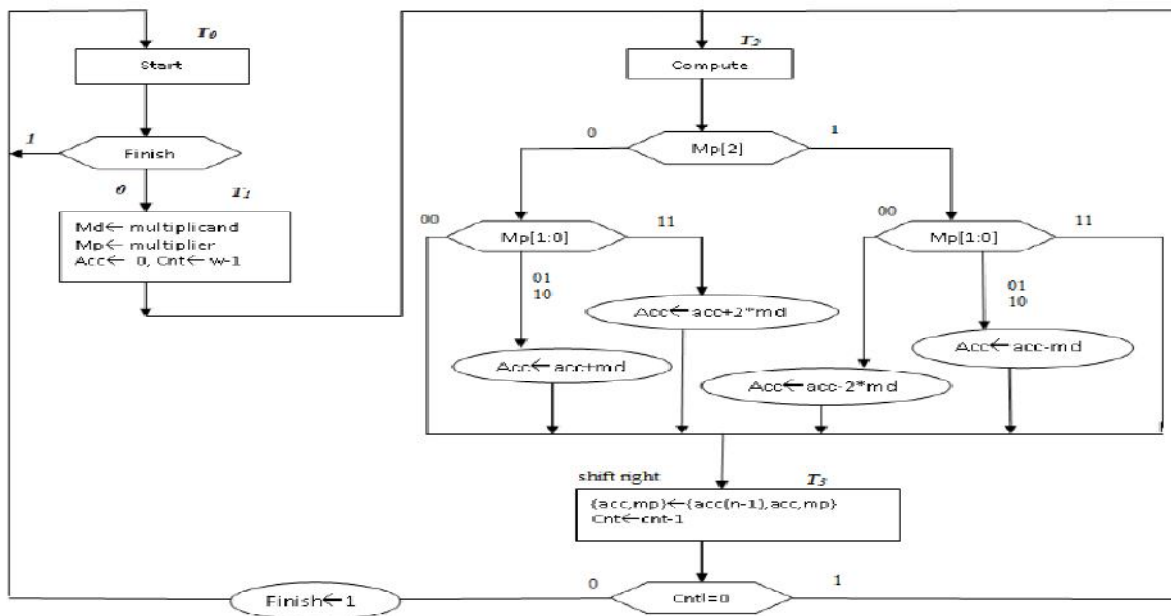 T0
Start
1
Finish
0
T1
Md← multiplicand
Mp← multiplier
Acc← 0, Cnt← w-1
T2
Compute
0
1
Mp[2]
00
Mp[1:0]
11
00
Mp[1:0]
11
01
10
01
10
Acc← acc+2*md
Acc← acc-md
Acc← acc+md
Acc← acc-2*md
shift right
T3
{acc,mp}←{acc(n-1),acc,mp}
Cnt←cnt-1
Finish←1
0
Cnt!=0
1